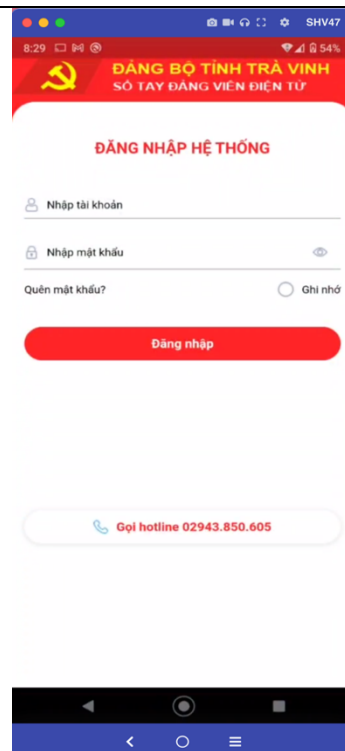 SHV47
8:29 54%
ĐẢNG BỘ TỈNH TRÀ VINH
SỔ TAY ĐẢNG VIÊN ĐIỆN TỬ
ĐĂNG NHẬP HỆ THỐNG
Nhập tài khoản
Nhập mật khẩu
Quên mật khẩu? Ghi nhớ
Đăng nhập
Gọi hotline 02943.850.605